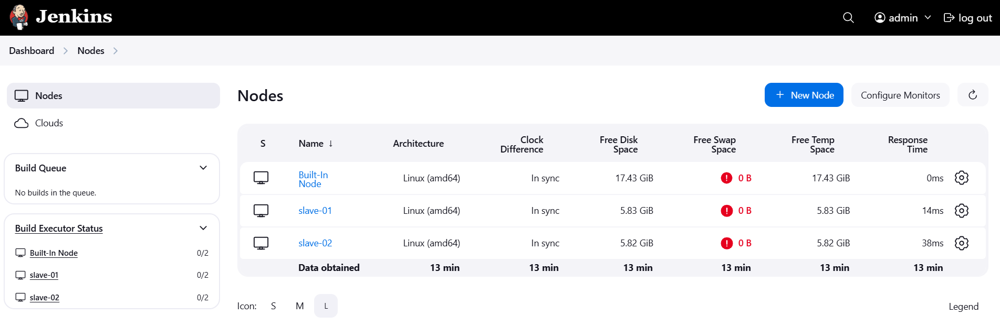 Jenkins
admin
log out
Dashboard > Nodes >
Nodes
Clouds
Build Queue
No builds in the queue.
Build Executor Status
Built-In Node 0/2
slave-01 0/2
slave-02 0/2
Nodes
+ New Node
Configure Monitors
S Name ↓ Architecture Clock Difference Free Disk Space Free Swap Space Free Temp Space Response Time
Built-In Node Linux (amd64) In sync 17.43 GiB ! 0 B 17.43 GiB 0ms
slave-01 Linux (amd64) In sync 5.83 GiB ! 0 B 5.83 GiB 14ms
slave-02 Linux (amd64) In sync 5.82 GiB ! 0 B 5.82 GiB 38ms
Data obtained 13 min 13 min 13 min 13 min 13 min 13 min
Icon: S M L
Legend